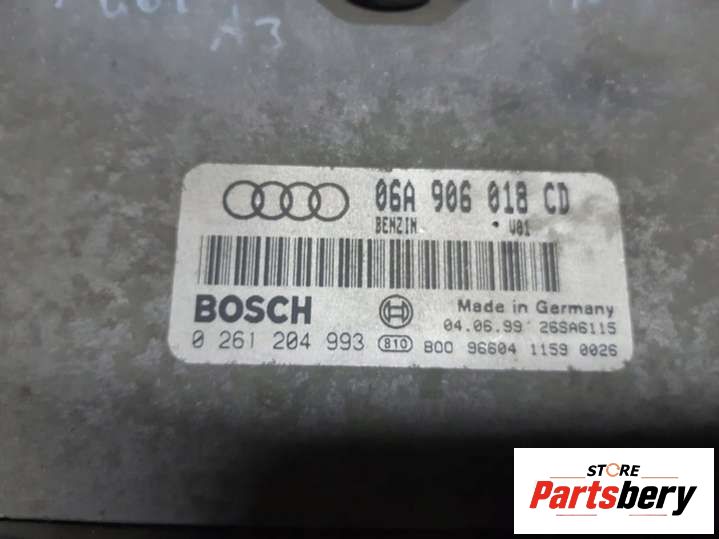 A3
06A 906 018 CD
BENZIN V01
BOSCH
Made in Germany
04.06.99 26SA6115
0 261 204 993 810 800 96604 1159 0026
STORE
Partsbery